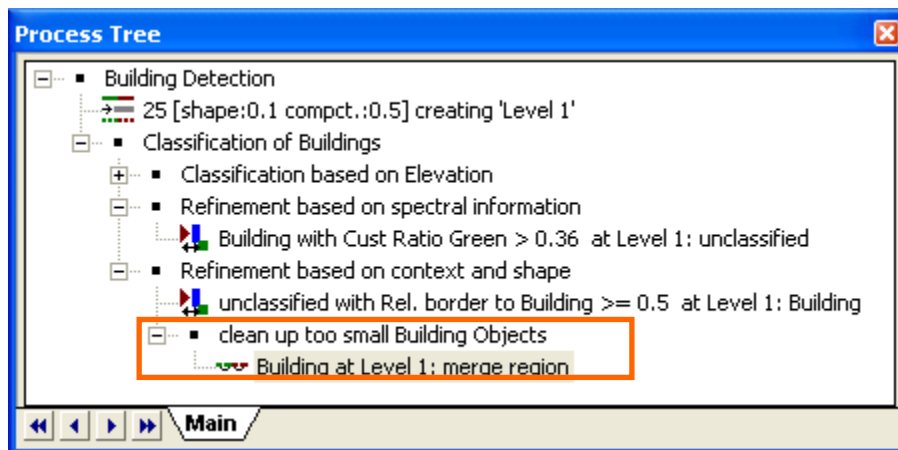 Process Tree
Building Detection
25 [shape:0.1 compct.:0.5] creating 'Level 1'
Classification of Buildings
Classification based on Elevation
Refinement based on spectral information
Building with Cust Ratio Green > 0.36 at Level 1: unclassified
Refinement based on context and shape
unclassified with Rel. border to Building >= 0.5 at Level 1: Building
clean up too small Building Objects
Building at Level 1: merge region
Main